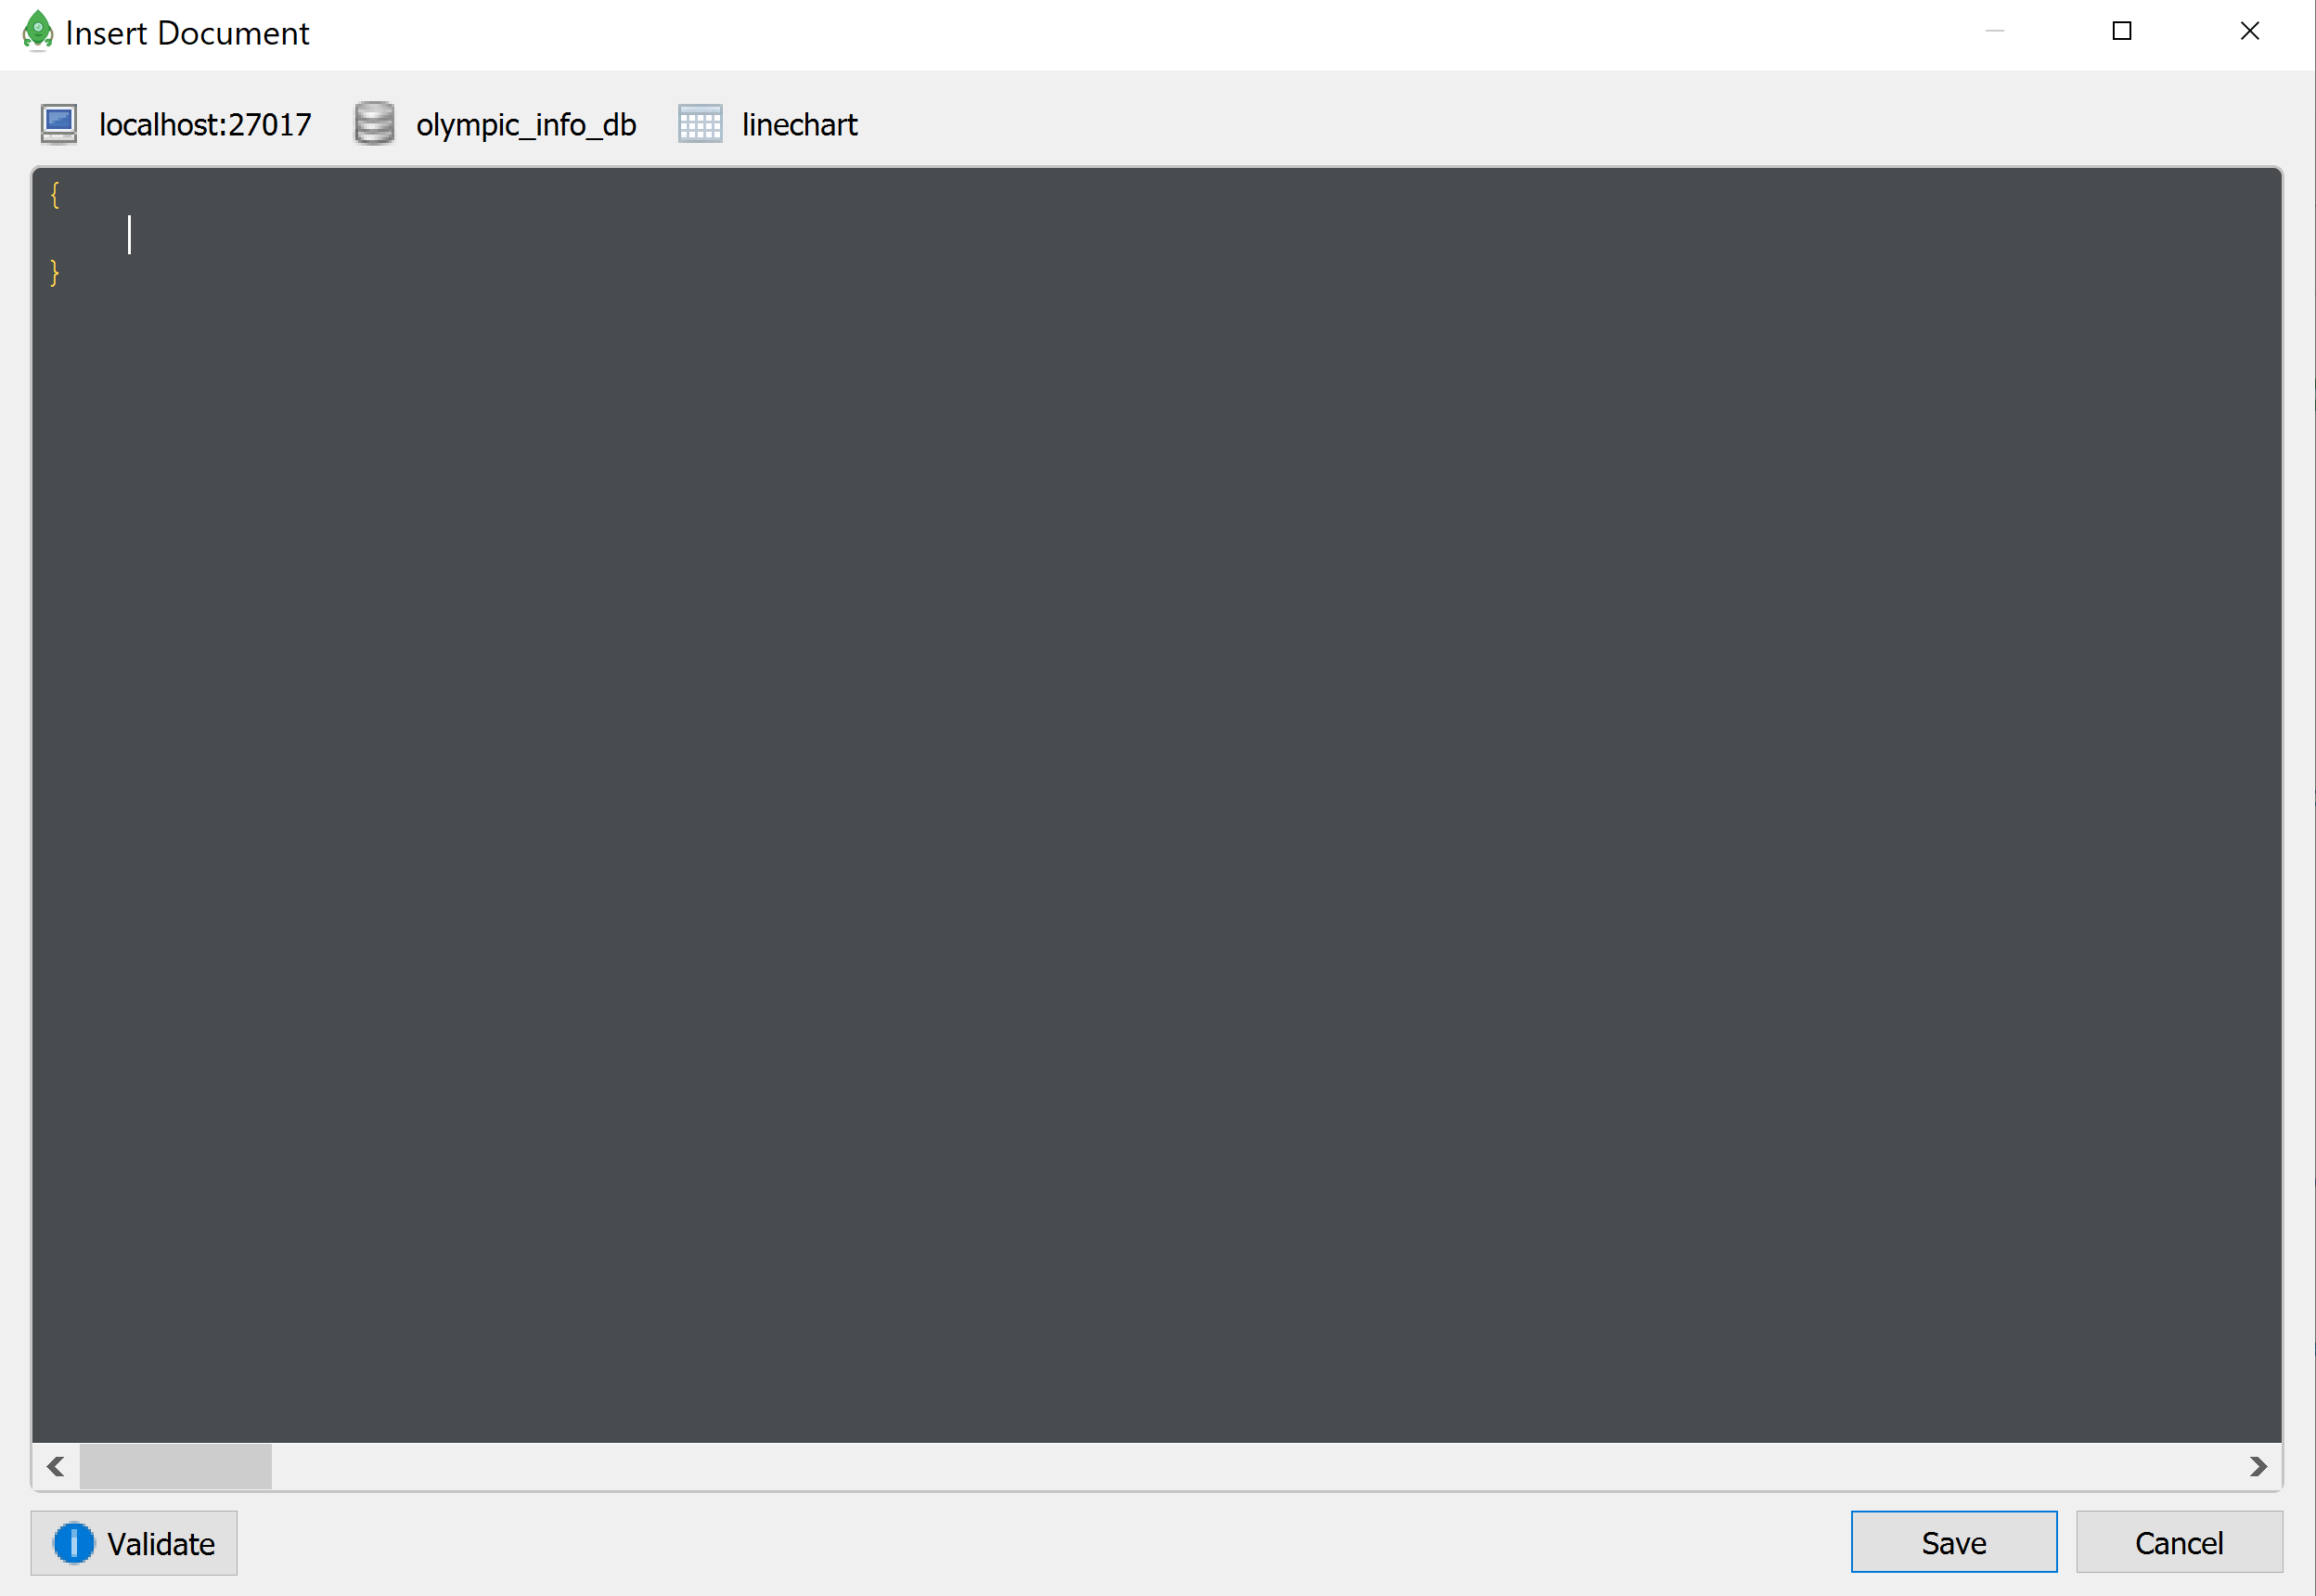 Insert Document
localhost:27017 olympic_info_db linechart
{
}
Validate Save Cancel